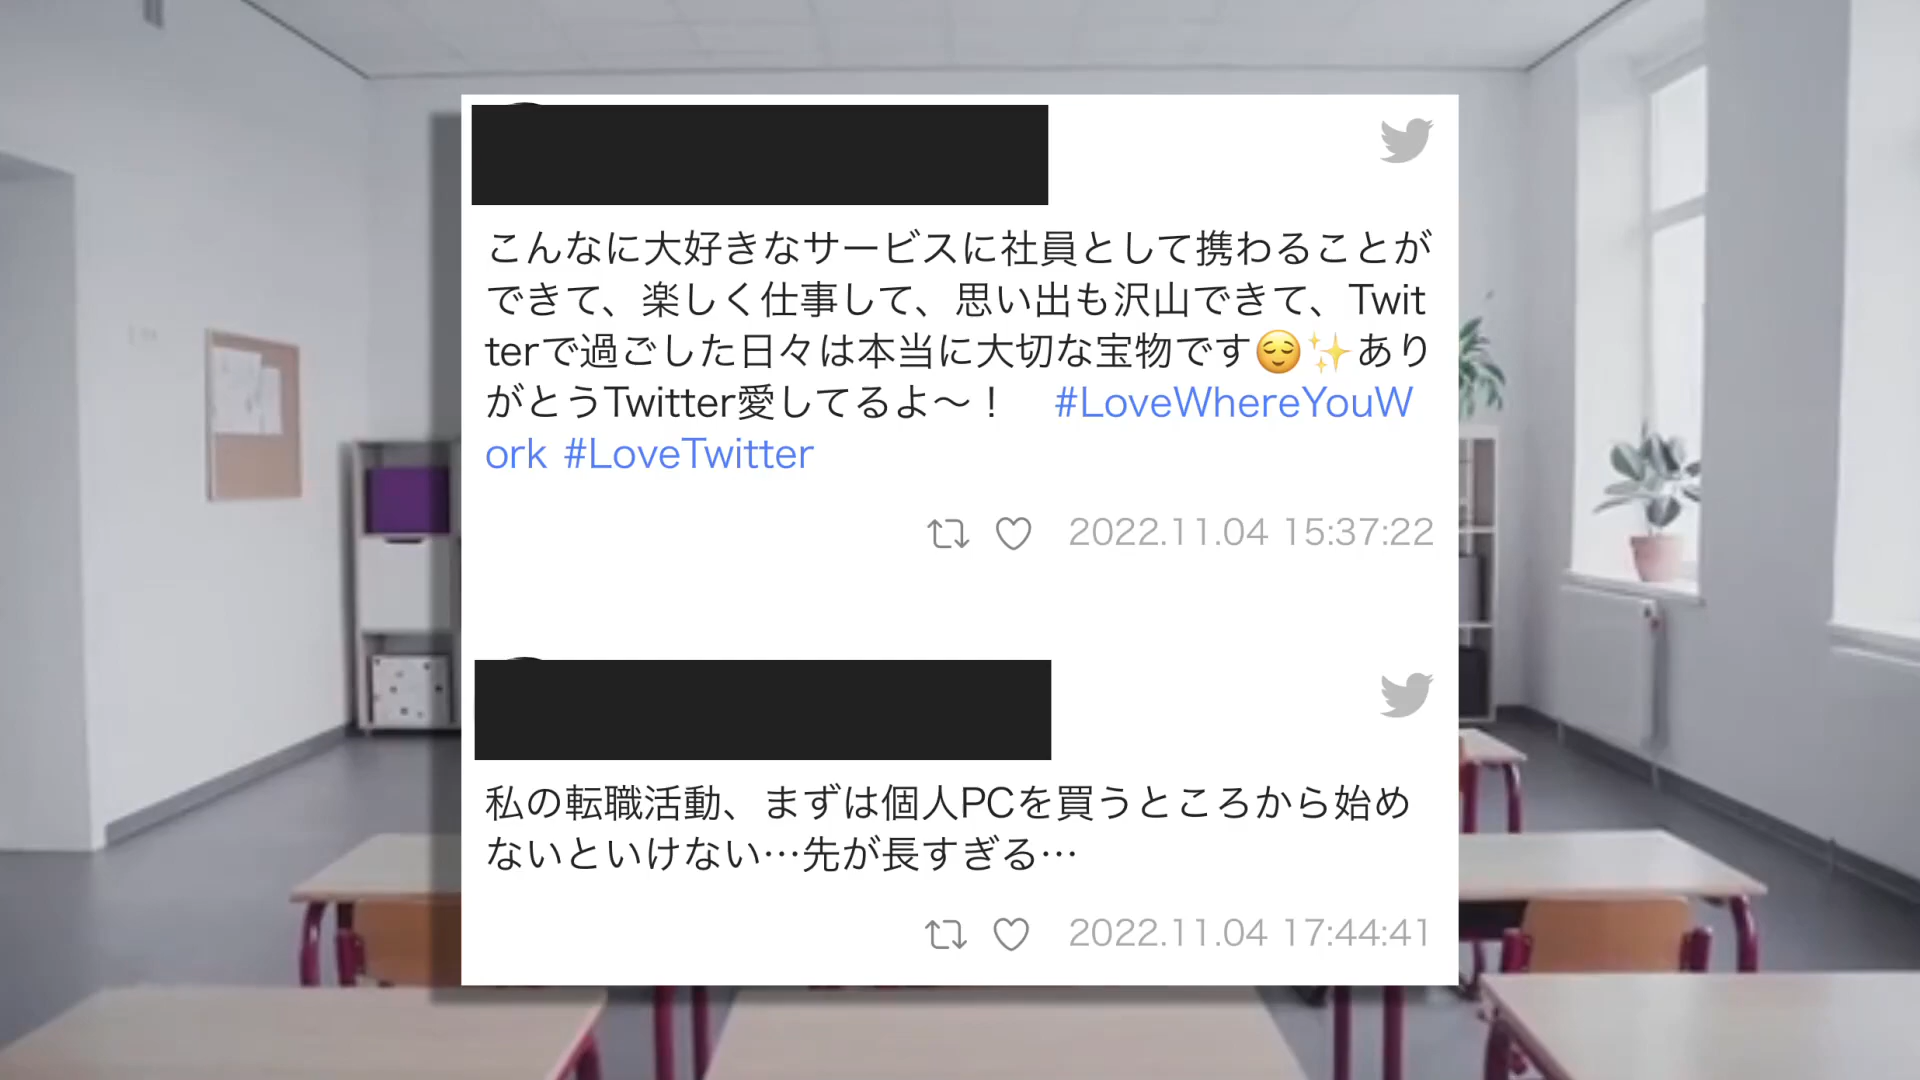 こんなに大好きなサービスに社員として携わることが
できて、楽しく仕事して、思い出も沢山できて、Twit
terで過ごした日々は本当に大切な宝物です😌✨あり
がとうTwitter愛してるよ〜！　#LoveWhereYouW
ork #LoveTwitter
2022.11.04 15:37:22
私の転職活動、まずは個人PCを買うところから始め
ないといけない…先が長すぎる…
2022.11.04 17:44:41